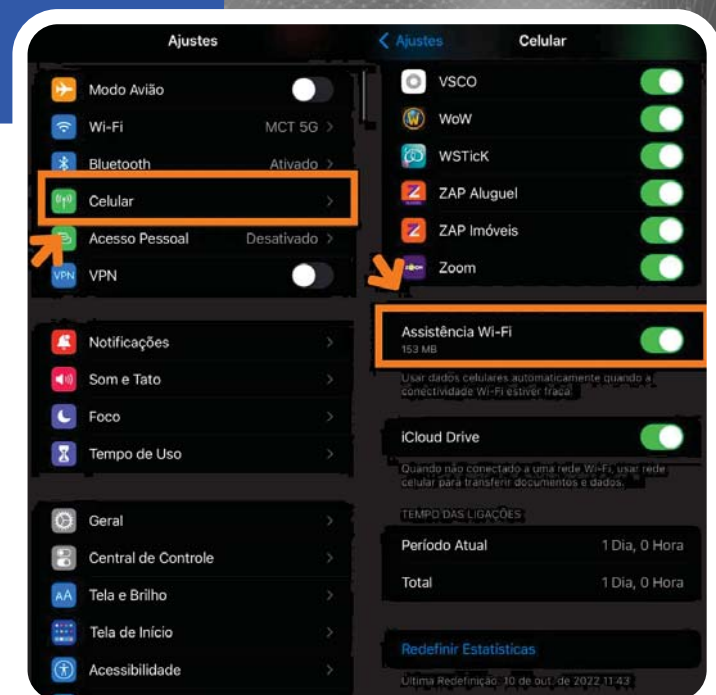 Ajustes
Modo Avião
Wi-Fi MCT 5G
Bluetooth Ativado
Celular
Acesso Pessoal Desativado
VPN VPN
Notificações
Som e Tato
Foco
Tempo de Uso
Geral
Central de Controle
AA Tela e Brilho
Tela de Início
Acessibilidade
Ajustes Celular
VSCO
WoW
WSTicK
ZAP Aluguel
ZAP Imóveis
zoom Zoom
Assistência Wi-Fi
153 MB
Usar dados celulares automaticamente quando a
conectividade Wi-Fi estiver fraca.
iCloud Drive
Quando não conectado a uma rede Wi-Fi, usar rede
celular para transferir documentos e dados.
TEMPO DAS LIGAÇÕES
Período Atual 1 Dia, 0 Hora
Total 1 Dia, 0 Hora
Redefinir Estatísticas
Última Redefinição: 10 de out. de 2022 11:43